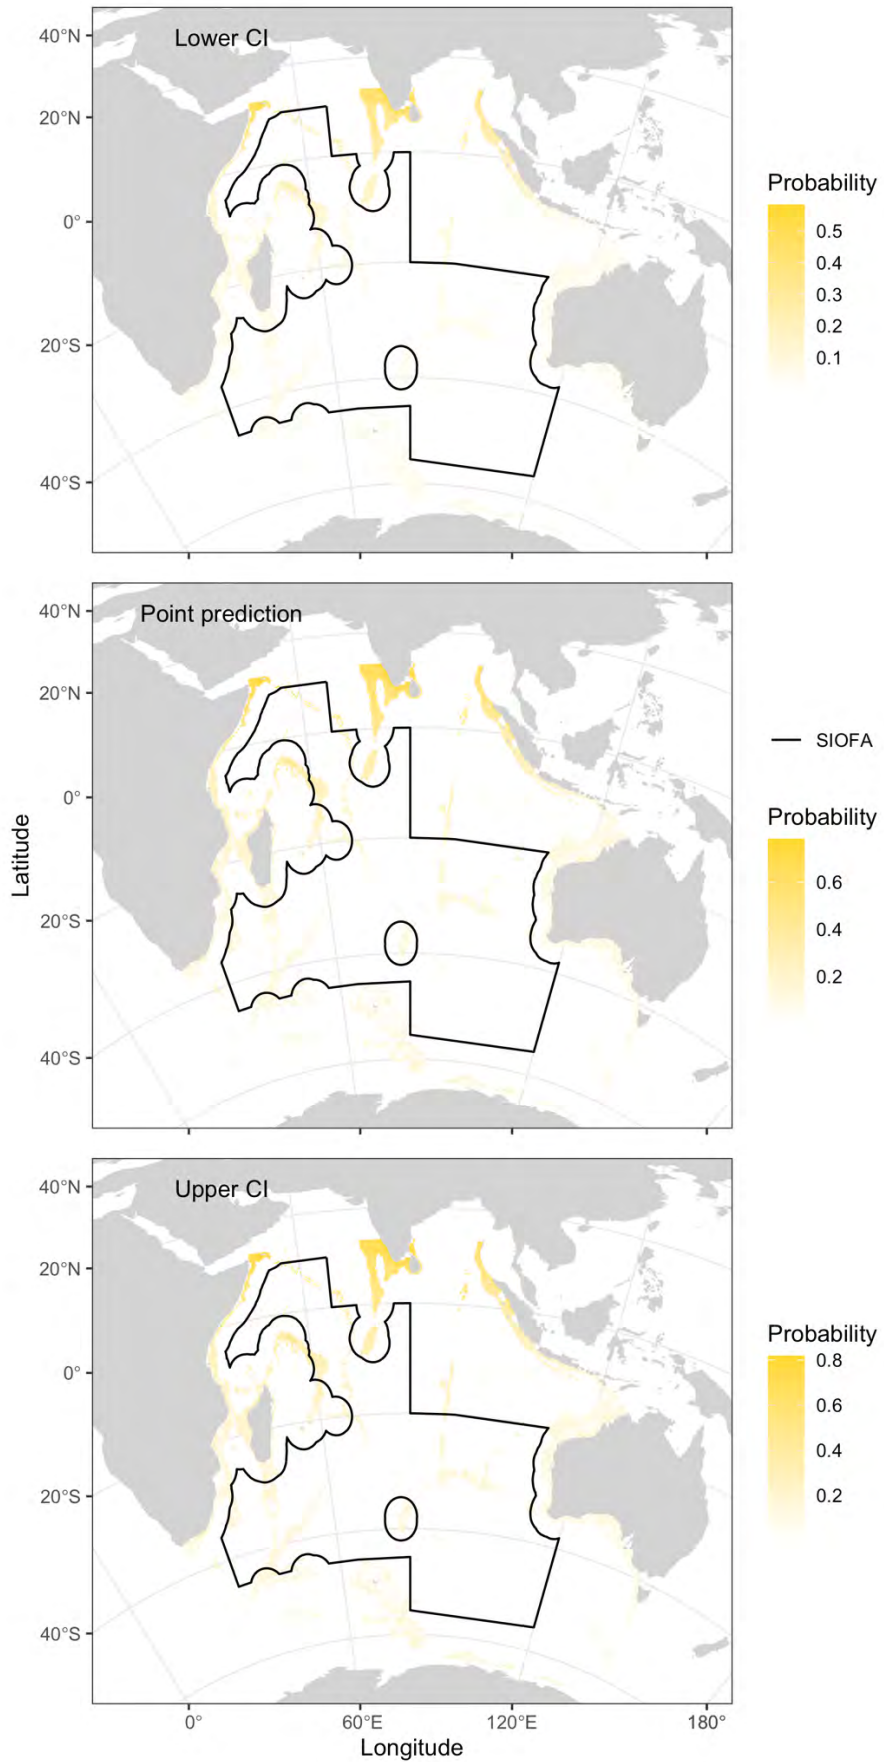 Lower CI
40°N
20°N
0°
20°S
40°S
Probability
0.5
0.4
0.3
0.2
0.1
Point prediction
40°N
20°N
0°
20°S
40°S
Latitude
SIOFA
Probability
0.6
0.4
0.2
Upper CI
40°N
20°N
0°
20°S
40°S
Probability
0.8
0.6
0.4
0.2
0° 60°E 120°E 180°
Longitude